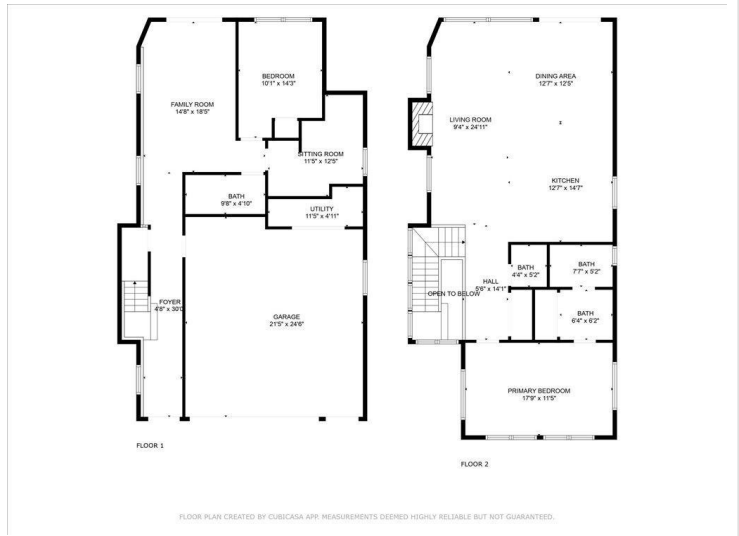 BEDROOM
10'1" x 14'3"
FAMILY ROOM
14'8" x 18'5"
SITTING ROOM
11'5" x 12'5"
BATH
9'8" x 4'10"
UTILITY
11'5" x 4'11"
FOYER
4'8" x 30'0
GARAGE
21'5" x 24'6"
FLOOR 1
DINING AREA
12'7" x 12'5"
LIVING ROOM
9'4" x 24'11"
KITCHEN
12'7" x 14'7"
BATH
4'4" x 5'2"
BATH
7'7" x 5'2"
HALL
5'6" x 14'1"
OPEN TO BELOW
BATH
6'4" x 6'2"
PRIMARY BEDROOM
17'9" x 11'5"
FLOOR 2
FLOOR PLAN CREATED BY CUBICASA APP. MEASUREMENTS DEEMED HIGHLY RELIABLE BUT NOT GUARANTEED.